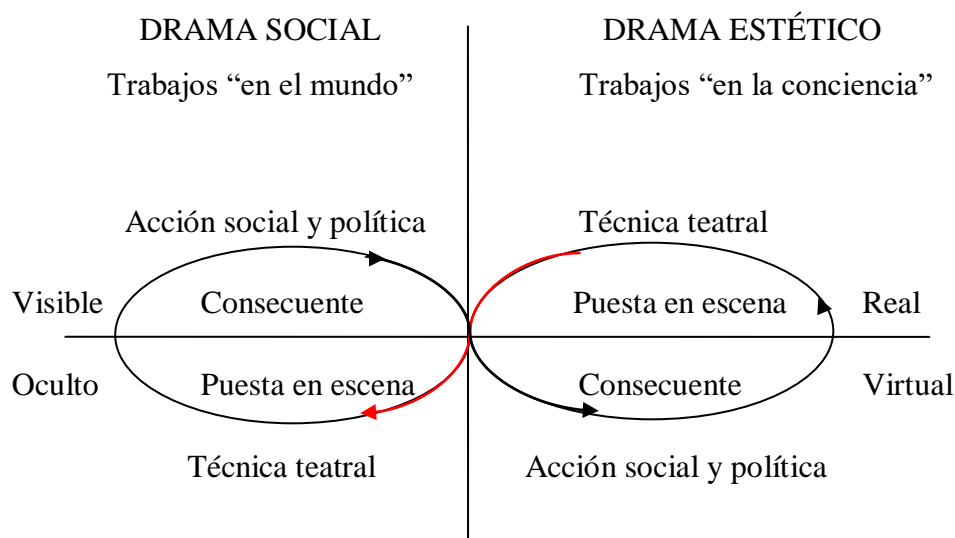 DRAMA SOCIAL
DRAMA ESTÉTICO
Trabajos “en el mundo”
Trabajos “en la conciencia”
Acción social y política
Técnica teatral
Visible
Consecuente
Puesta en escena
Real
Oculto
Puesta en escena
Consecuente
Virtual
Técnica teatral
Acción social y política